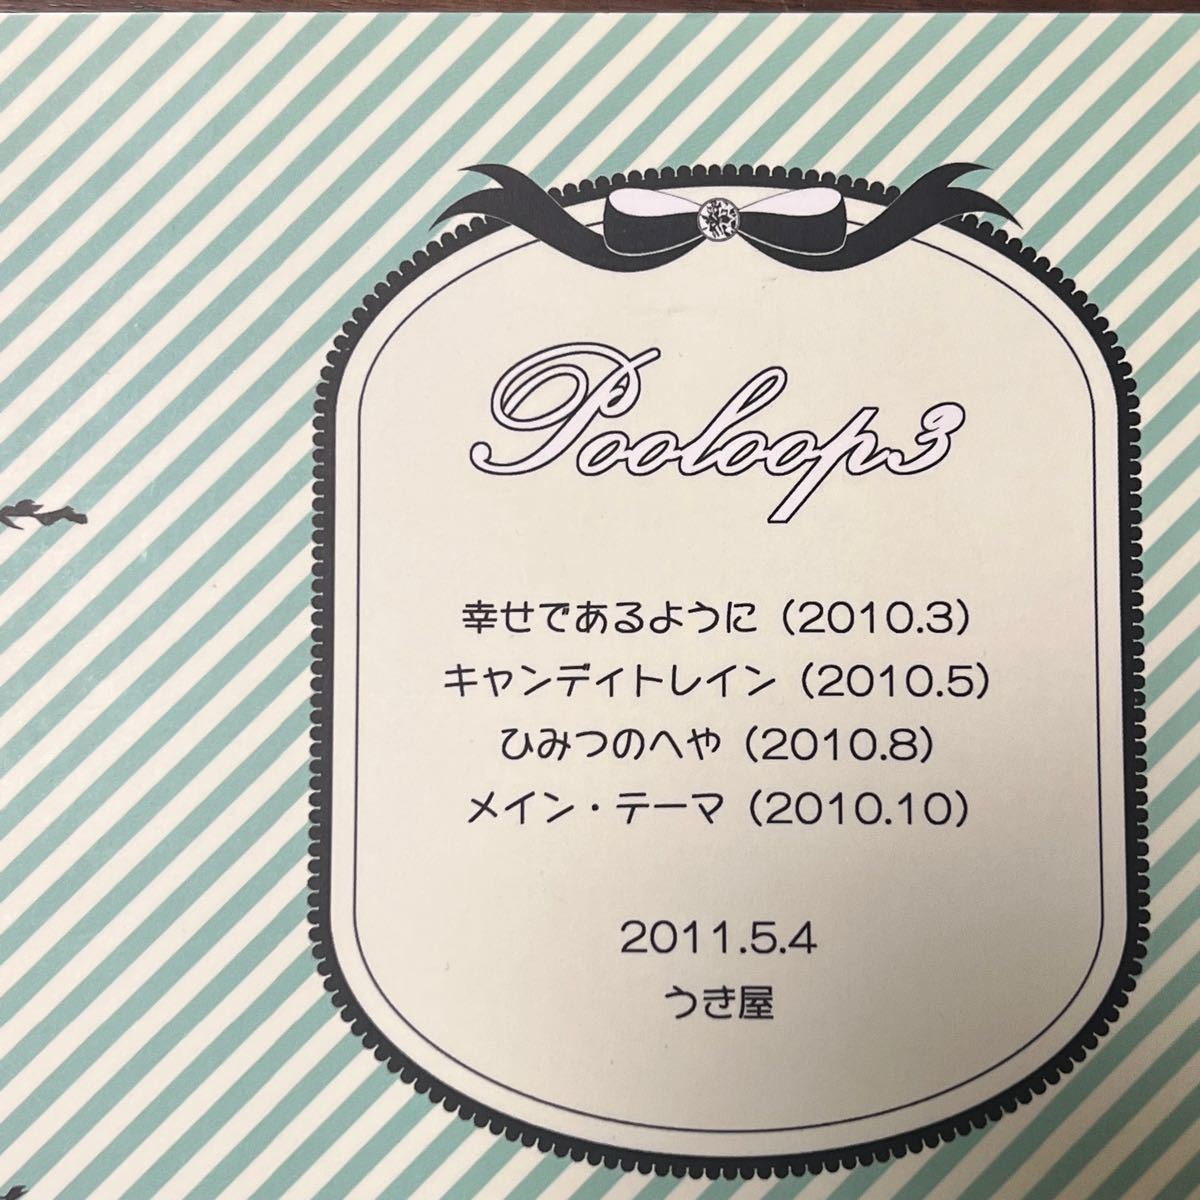 Pooloop3
幸せであるように（2010.3）
キャンディトレイン（2010.5）
ひみつのへや（2010.8）
メイン・テーマ（2010.10）
2011.5.4
うき屋